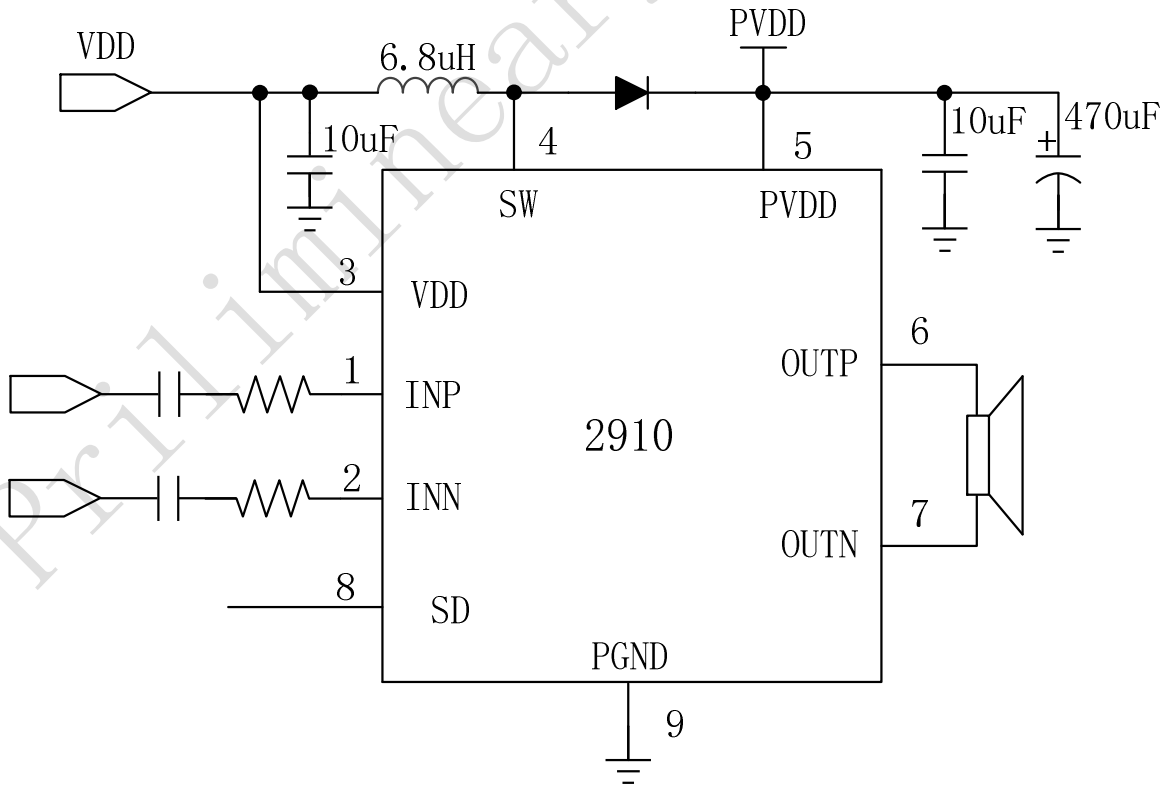 PVDD
VDD
6.8uH
10uF
4
5
10uF
+
470uF
SW
PVDD
3
VDD
6
OUTP
1
INP
2910
2
INN
7
OUTN
8
SD
PGND
9
Priliminear